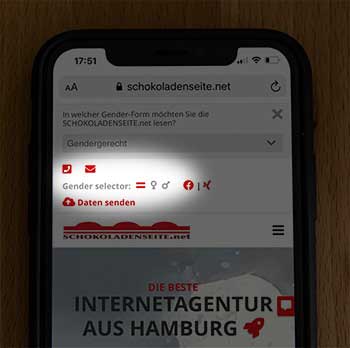 17:51
AA schokoladenseite.net
In welcher Gender-Form möchten Sie die
SCHOKOLADENSEITE.net lesen?
Gendergerecht
Gender selector: = ♀ ♂ |
Daten senden
SCHOKOLADENSEITE.net
DIE BESTE
INTERNETAGENTUR
AUS HAMBURG